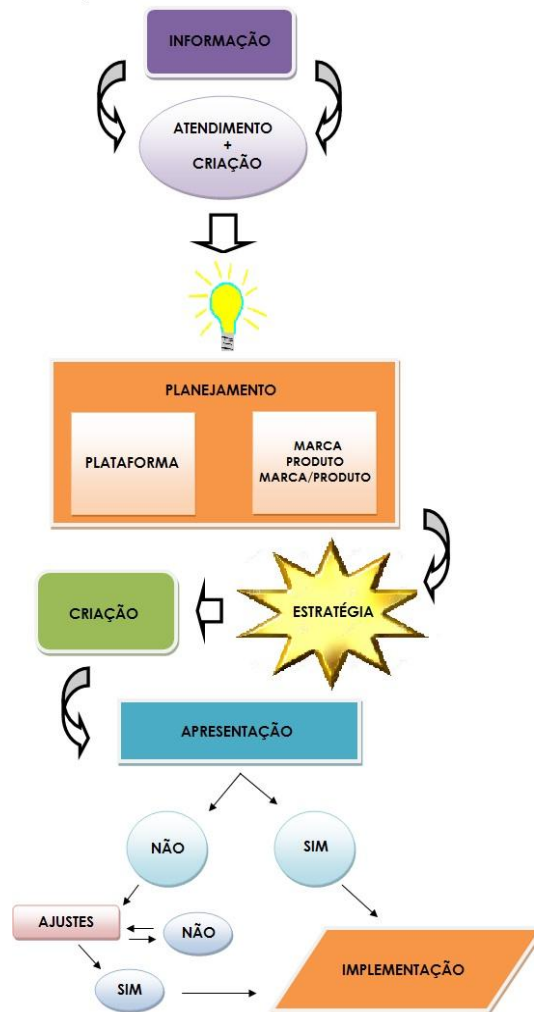 INFORMAÇÃO
ATENDIMENTO
+
CRIAÇÃO
PLANEJAMENTO
PLATAFORMA
MARCA
PRODUTO
MARCA/PRODUTO
ESTRATÉGIA
CRIAÇÃO
APRESENTAÇÃO
NÃO
SIM
AJUSTES
NÃO
SIM
IMPLEMENTAÇÃO